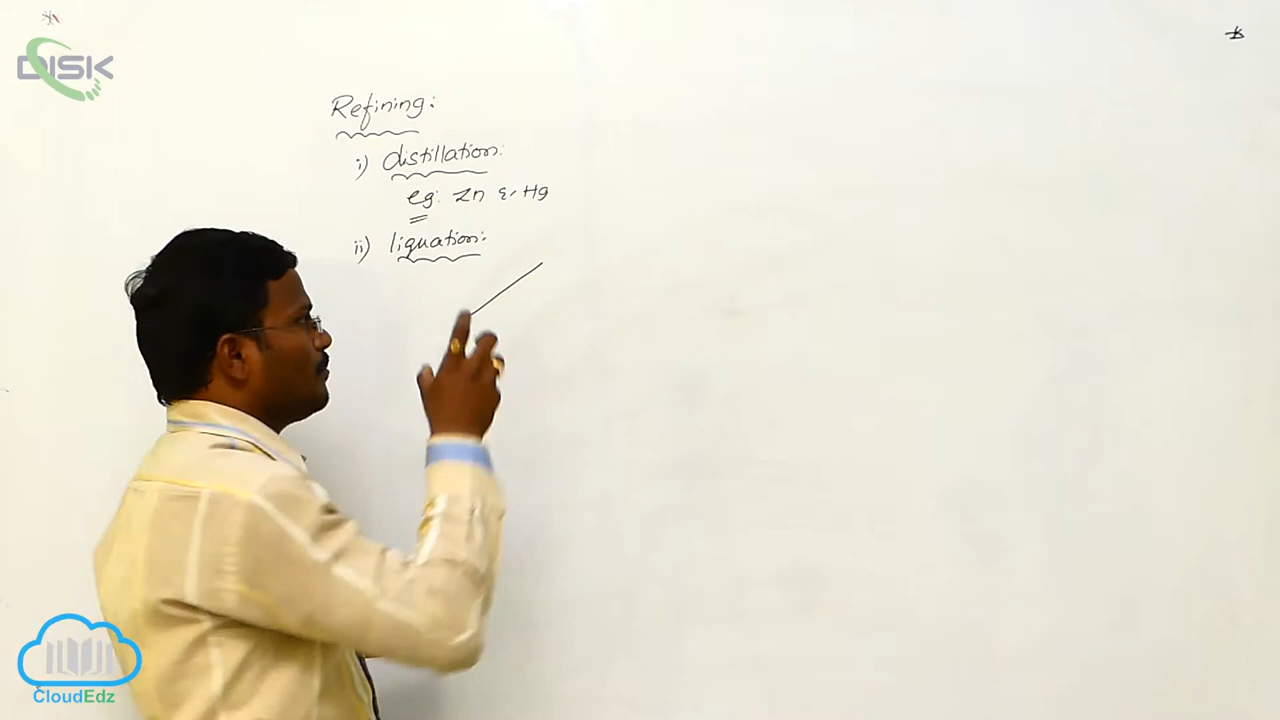 DISK
Refining:
i) distillation:
eg: Zn & Hg
ii) liquation:
CloudEdz